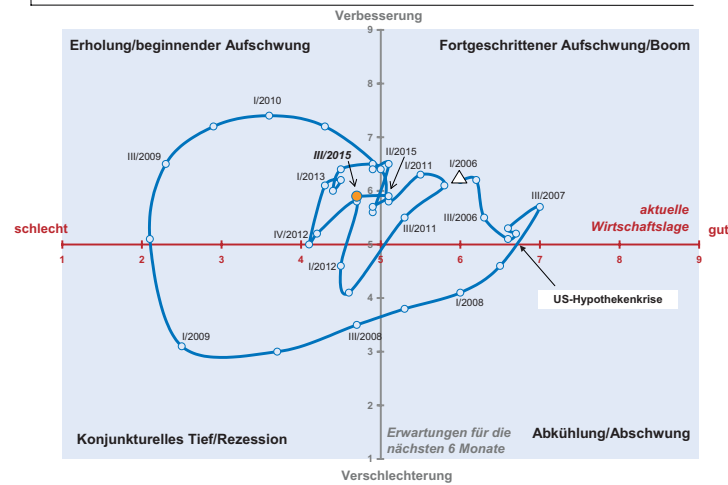 Verbesserung
Erholung/beginnender Aufschwung
Fortgeschrittener Aufschwung/Boom
9
8
I/2010
7
III/2009
III/2015
II/2015
I/2011
I/2006
I/2013
6
III/2007
IV/2012
III/2011
III/2006
aktuelle
Wirtschaftslage
schlecht
gut
5
1 2 3 4 5 6 7 8 9
I/2012
US-Hypothekenkrise
I/2008
4
I/2009
III/2008
3
2
Konjunkturelles Tief/Rezession
Erwartungen für die
nächsten 6 Monate
Abkühlung/Abschwung
1
Verschlechterung